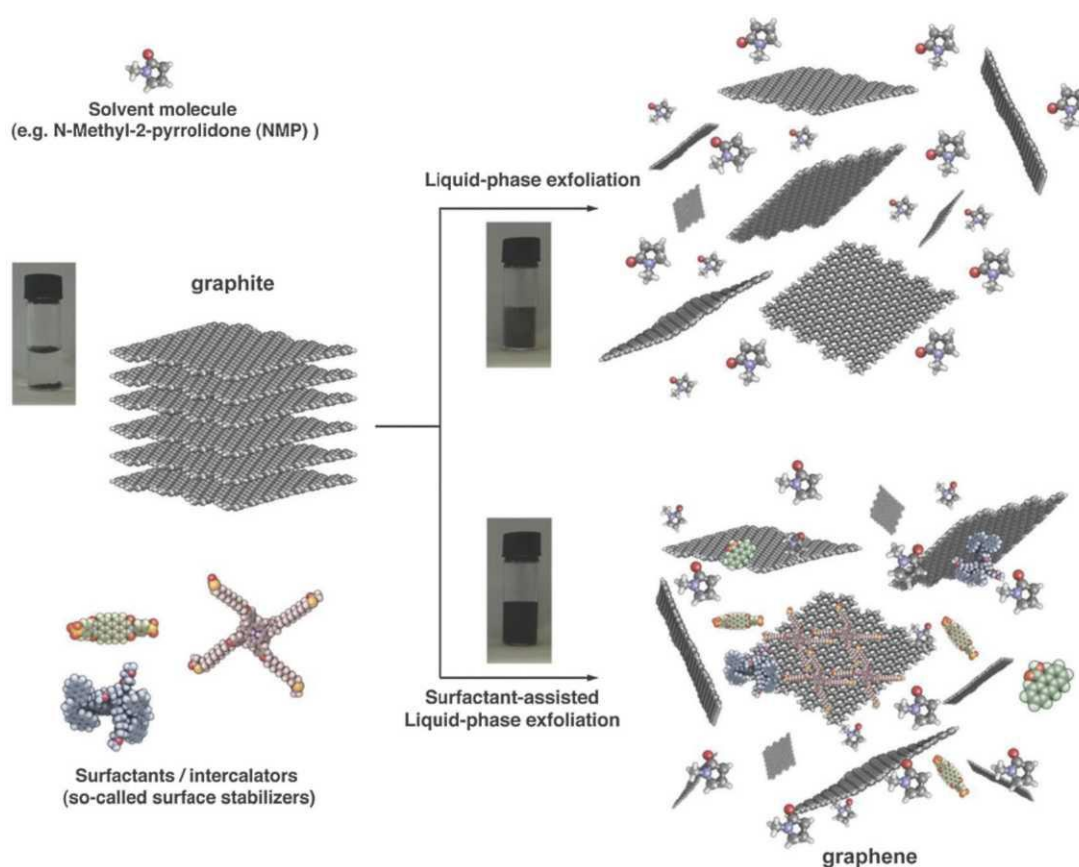 Solvent molecule
(e.g. N-Methyl-2-pyrrolidone (NMP) )
Liquid-phase exfoliation
graphite
Surfactant-assisted
Liquid-phase exfoliation
Surfactants / intercalators
(so-called surface stabilizers)
graphene